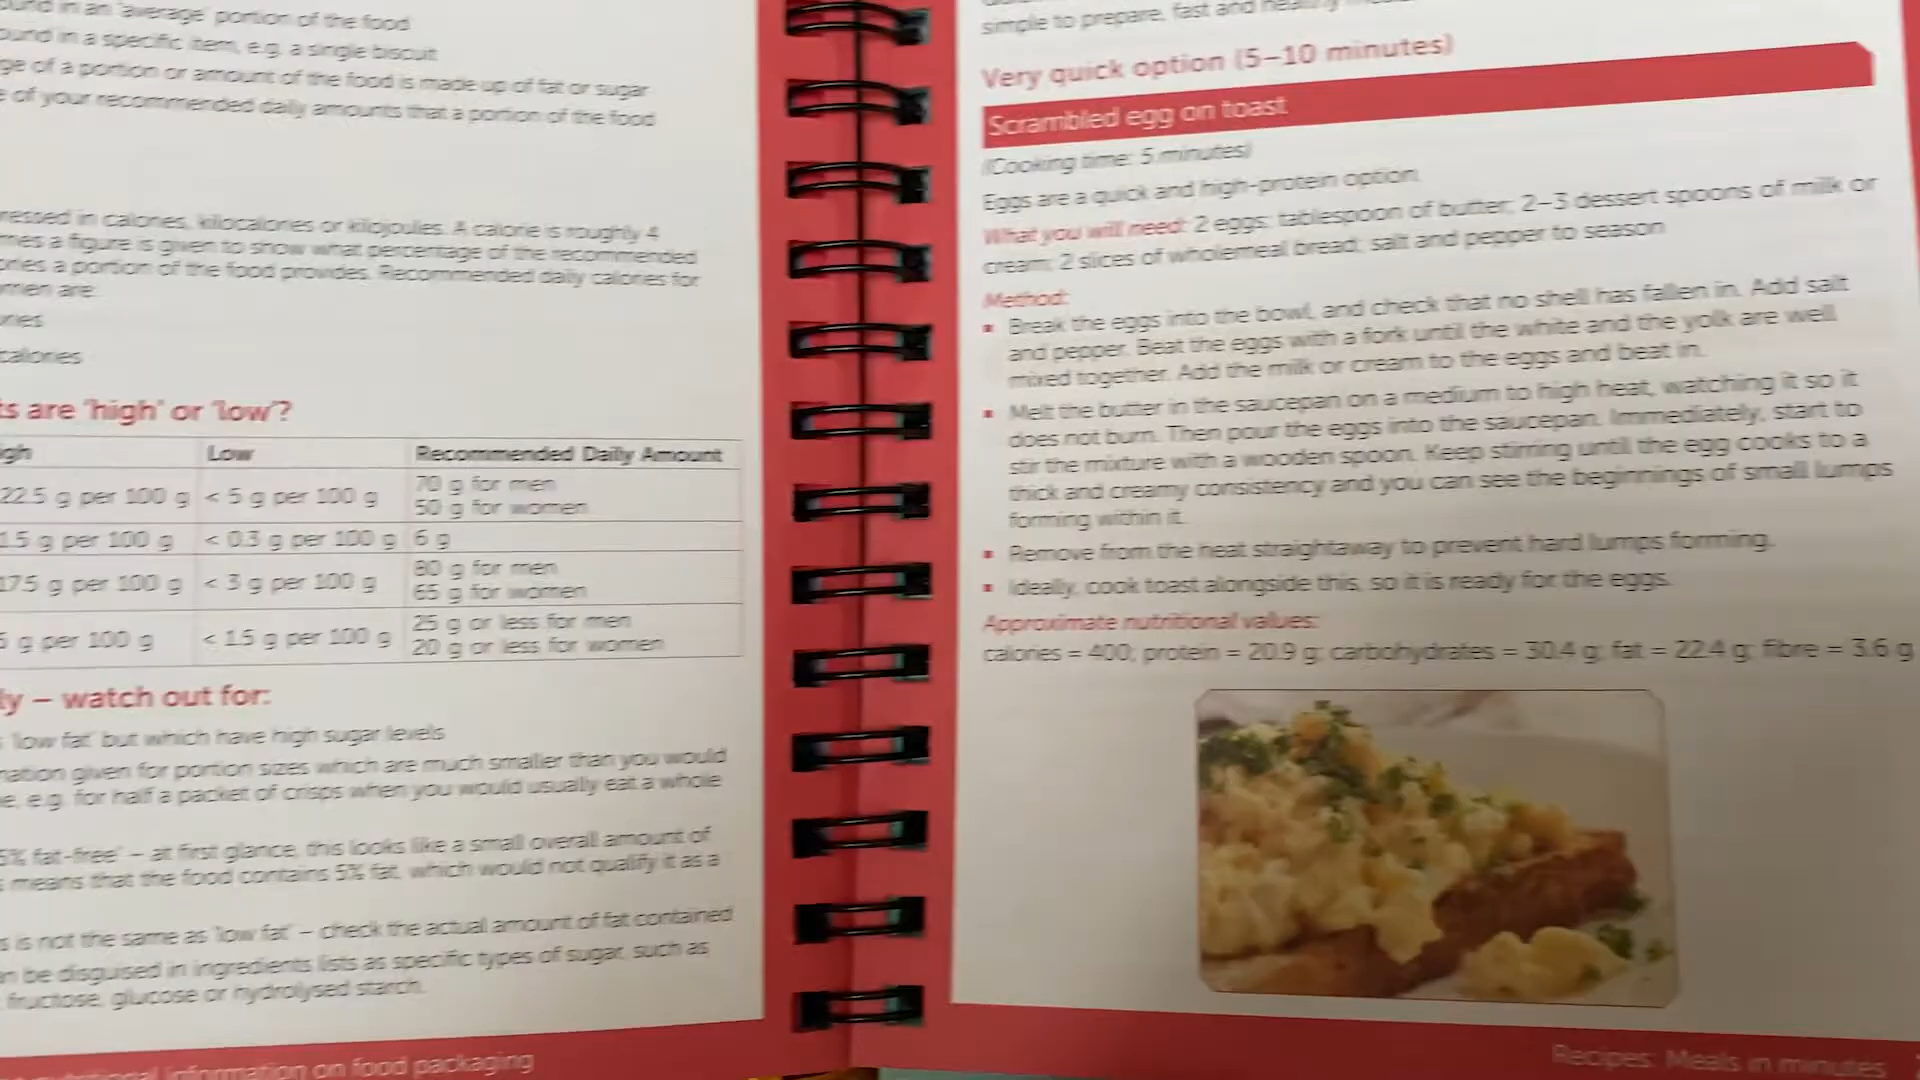 ound in an 'average' portion of the food
ound in a specific item, e.g. a single biscuit
ge of a portion or amount of the food is made up of fat or sugar
e of your recommended daily amounts that a portion of the food
ressed in calories, kilocalories or kilojoules. A calorie is roughly 4
mes a figure is given to show what percentage of the recommended
ories a portion of the food provides. Recommended daily calories for
men are:
ories
calories
ts are 'high' or 'low'?
igh Low Recommended Daily Amount
22.5 g per 100 g < 5 g per 100 g 70 g for men
50 g for women
1.5 g per 100 g < 0.3 g per 100 g 6 g
17.5 g per 100 g < 3 g per 100 g 80 g for men
65 g for women
5 g per 100 g < 1.5 g per 100 g 25 g or less for men
20 g or less for women
ly – watch out for:
'low fat' but which have high sugar levels
mation given for portion sizes which are much smaller than you would
e, e.g. for half a packet of crisps when you would usually eat a whole
5% fat-free' – at first glance, this looks like a small overall amount of
s means that the food contains 5% fat, which would not qualify it as a
s is not the same as 'low fat' – check the actual amount of fat contained
an be disguised in ingredients lists as specific types of sugar, such as
fructose, glucose or hydrolysed starch.
nutritional information on food packaging
simple to prepare, fast and healthy
Very quick option (5–10 minutes)
Scrambled egg on toast
(Cooking time: 5 minutes)
Eggs are a quick and high-protein option.
What you will need: 2 eggs; tablespoon of butter; 2–3 dessert spoons of milk or
cream; 2 slices of wholemeal bread; salt and pepper to season
Method:
▪ Break the eggs into the bowl, and check that no shell has fallen in. Add salt
and pepper. Beat the eggs with a fork until the white and the yolk are well
mixed together. Add the milk or cream to the eggs and beat in.
▪ Melt the butter in the saucepan on a medium to high heat, watching it so it
does not burn. Then pour the eggs into the saucepan. Immediately, start to
stir the mixture with a wooden spoon. Keep stirring until the egg cooks to a
thick and creamy consistency and you can see the beginnings of small lumps
forming within it.
▪ Remove from the heat straightaway to prevent hard lumps forming.
▪ Ideally, cook toast alongside this, so it is ready for the eggs.
Approximate nutritional values:
calories = 400; protein = 20.9 g; carbohydrates = 30.4 g; fat = 22.4 g; fibre = 3.6 g
Recipes: Meals in minutes